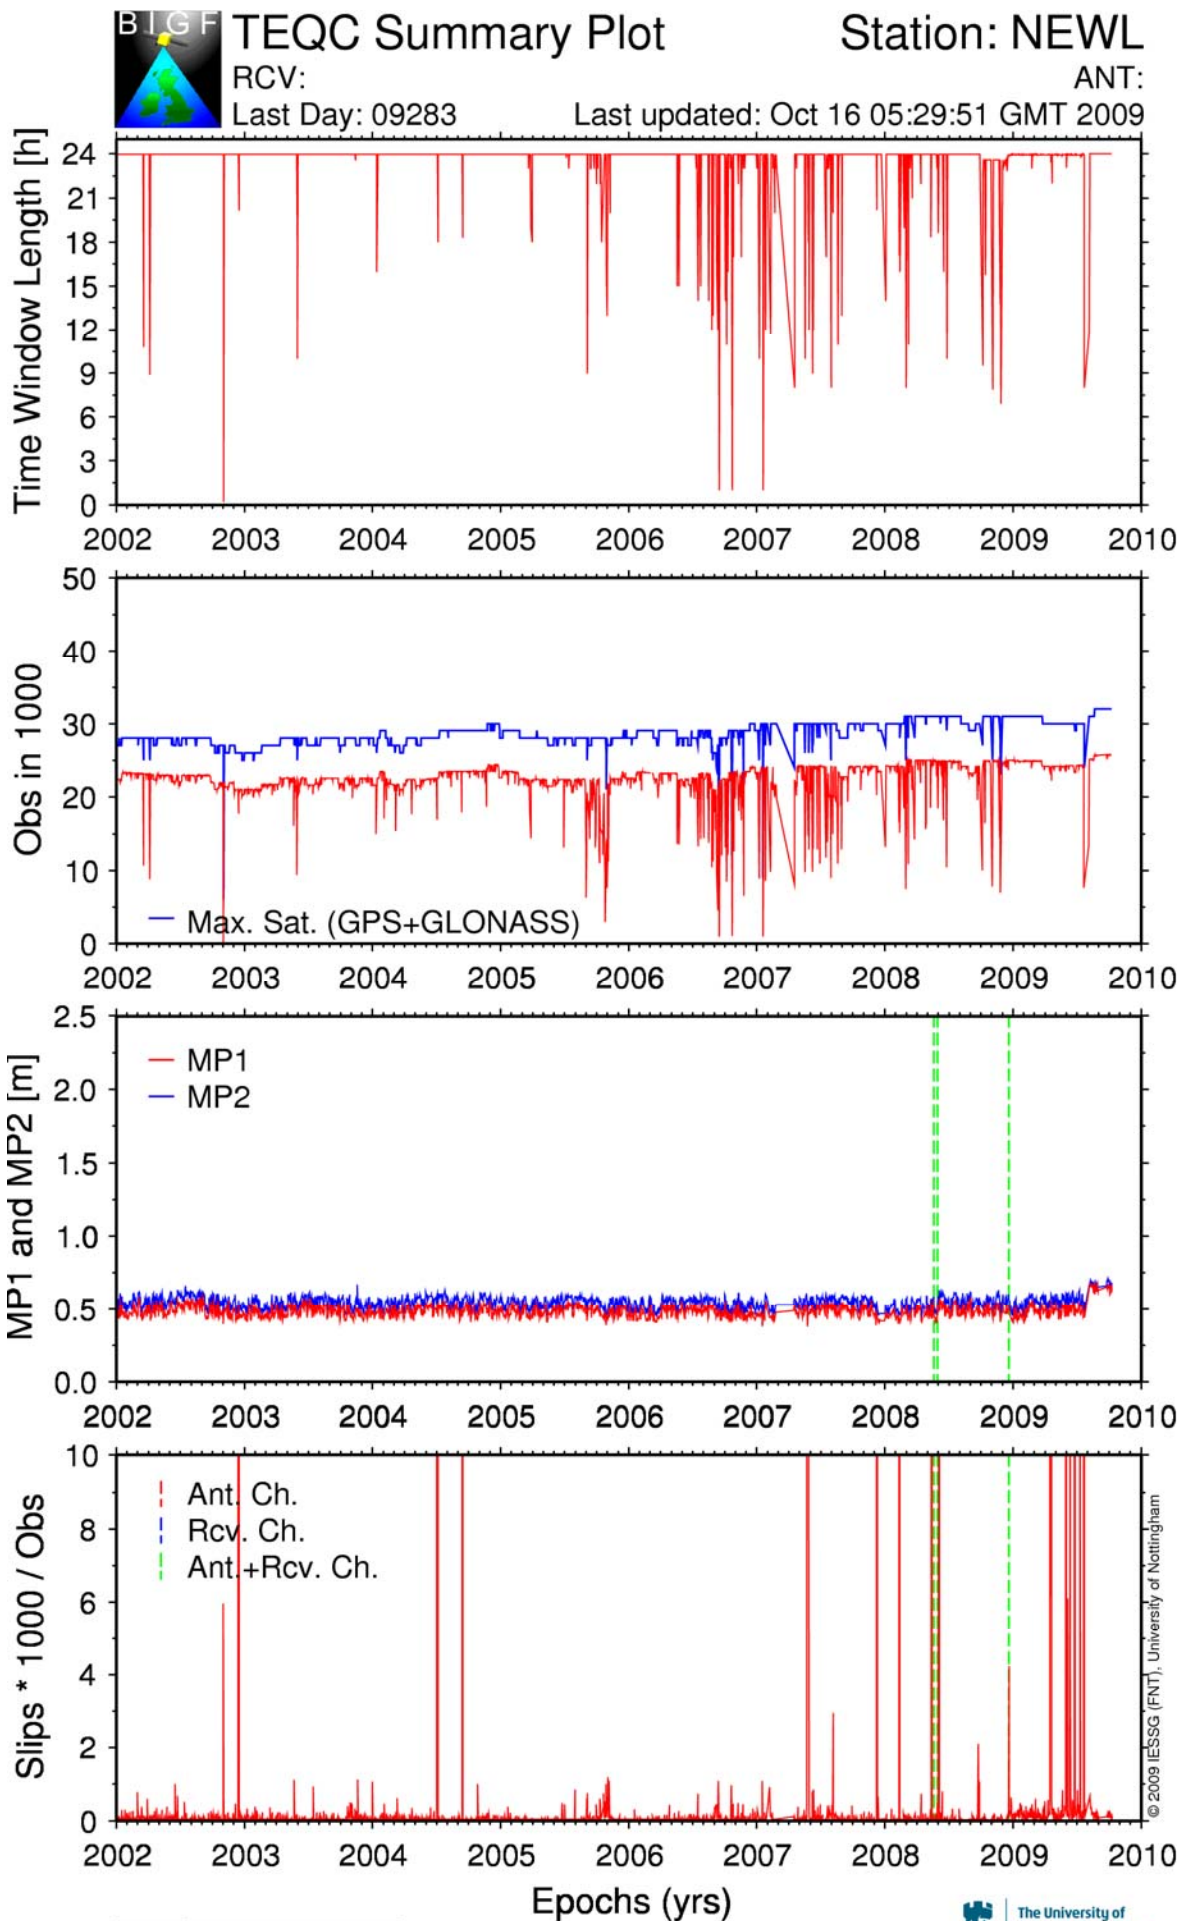 BIGF
TEQC Summary Plot
Station: NEWL
RCV:
ANT:
Last Day: 09283
Last updated: Oct 16 05:29:51 GMT 2009
Time Window Length [h]
24
21
18
15
12
9
6
3
0
2002 2003 2004 2005 2006 2007 2008 2009 2010
Obs in 1000
50
40
30
20
10
0
Max. Sat. (GPS+GLONASS)
2002 2003 2004 2005 2006 2007 2008 2009 2010
MP1 and MP2 [m]
2.5
2.0
1.5
1.0
0.5
0.0
MP1
MP2
2002 2003 2004 2005 2006 2007 2008 2009 2010
Slips * 1000 / Obs
10
8
6
4
2
0
Ant. Ch.
Rcv. Ch.
Ant.+Rcv. Ch.
© 2009 IESSG (FNT), University of Nottingham
2002 2003 2004 2005 2006 2007 2008 2009 2010
Epochs (yrs)
The University of